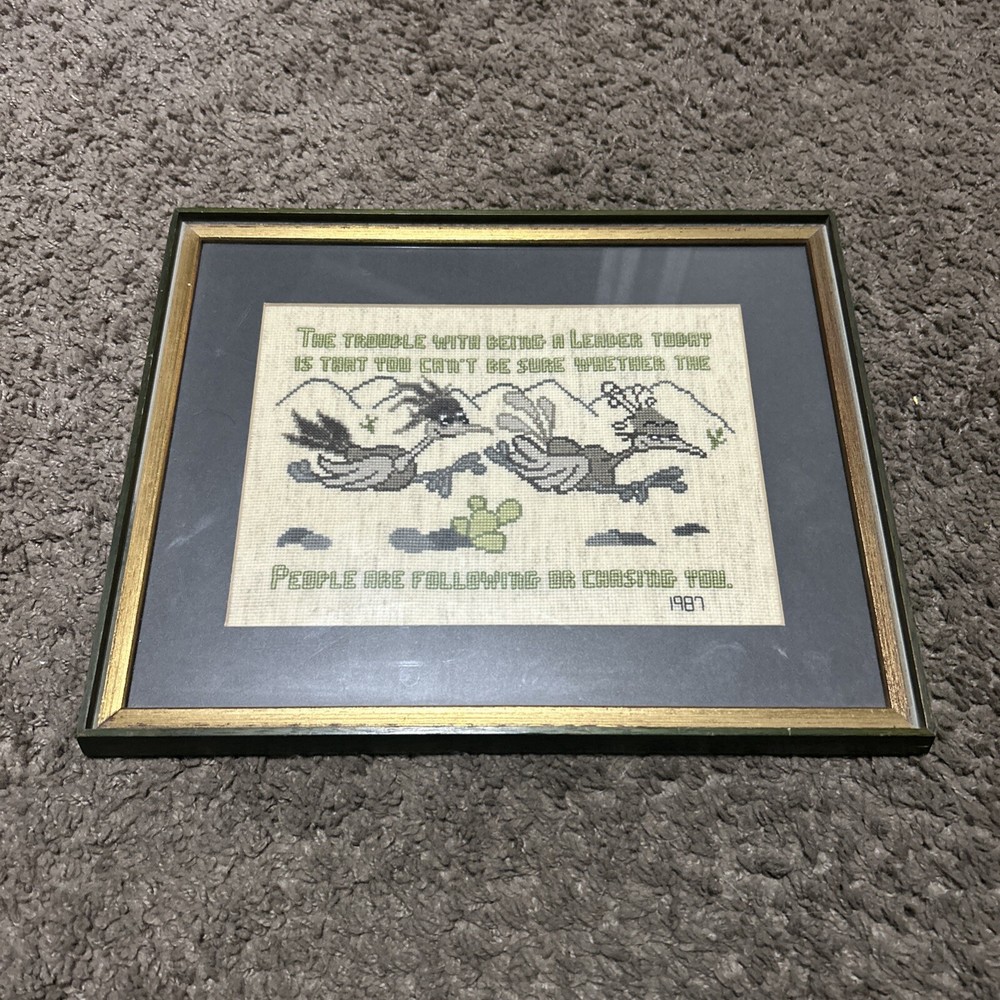 The trouble with being a Leader today
is that you can't be sure whether the
People are following or chasing you.
1987